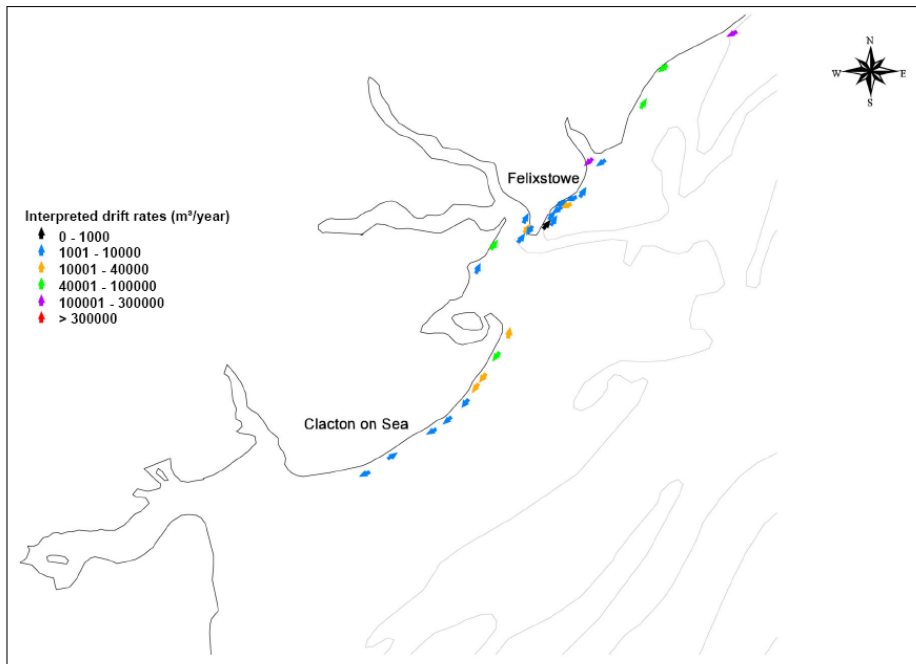 N
W E
S
Felixstowe
Interpreted drift rates (m³/year)
0 - 1000
1001 - 10000
10001 - 40000
40001 - 100000
100001 - 300000
> 300000
Clacton on Sea